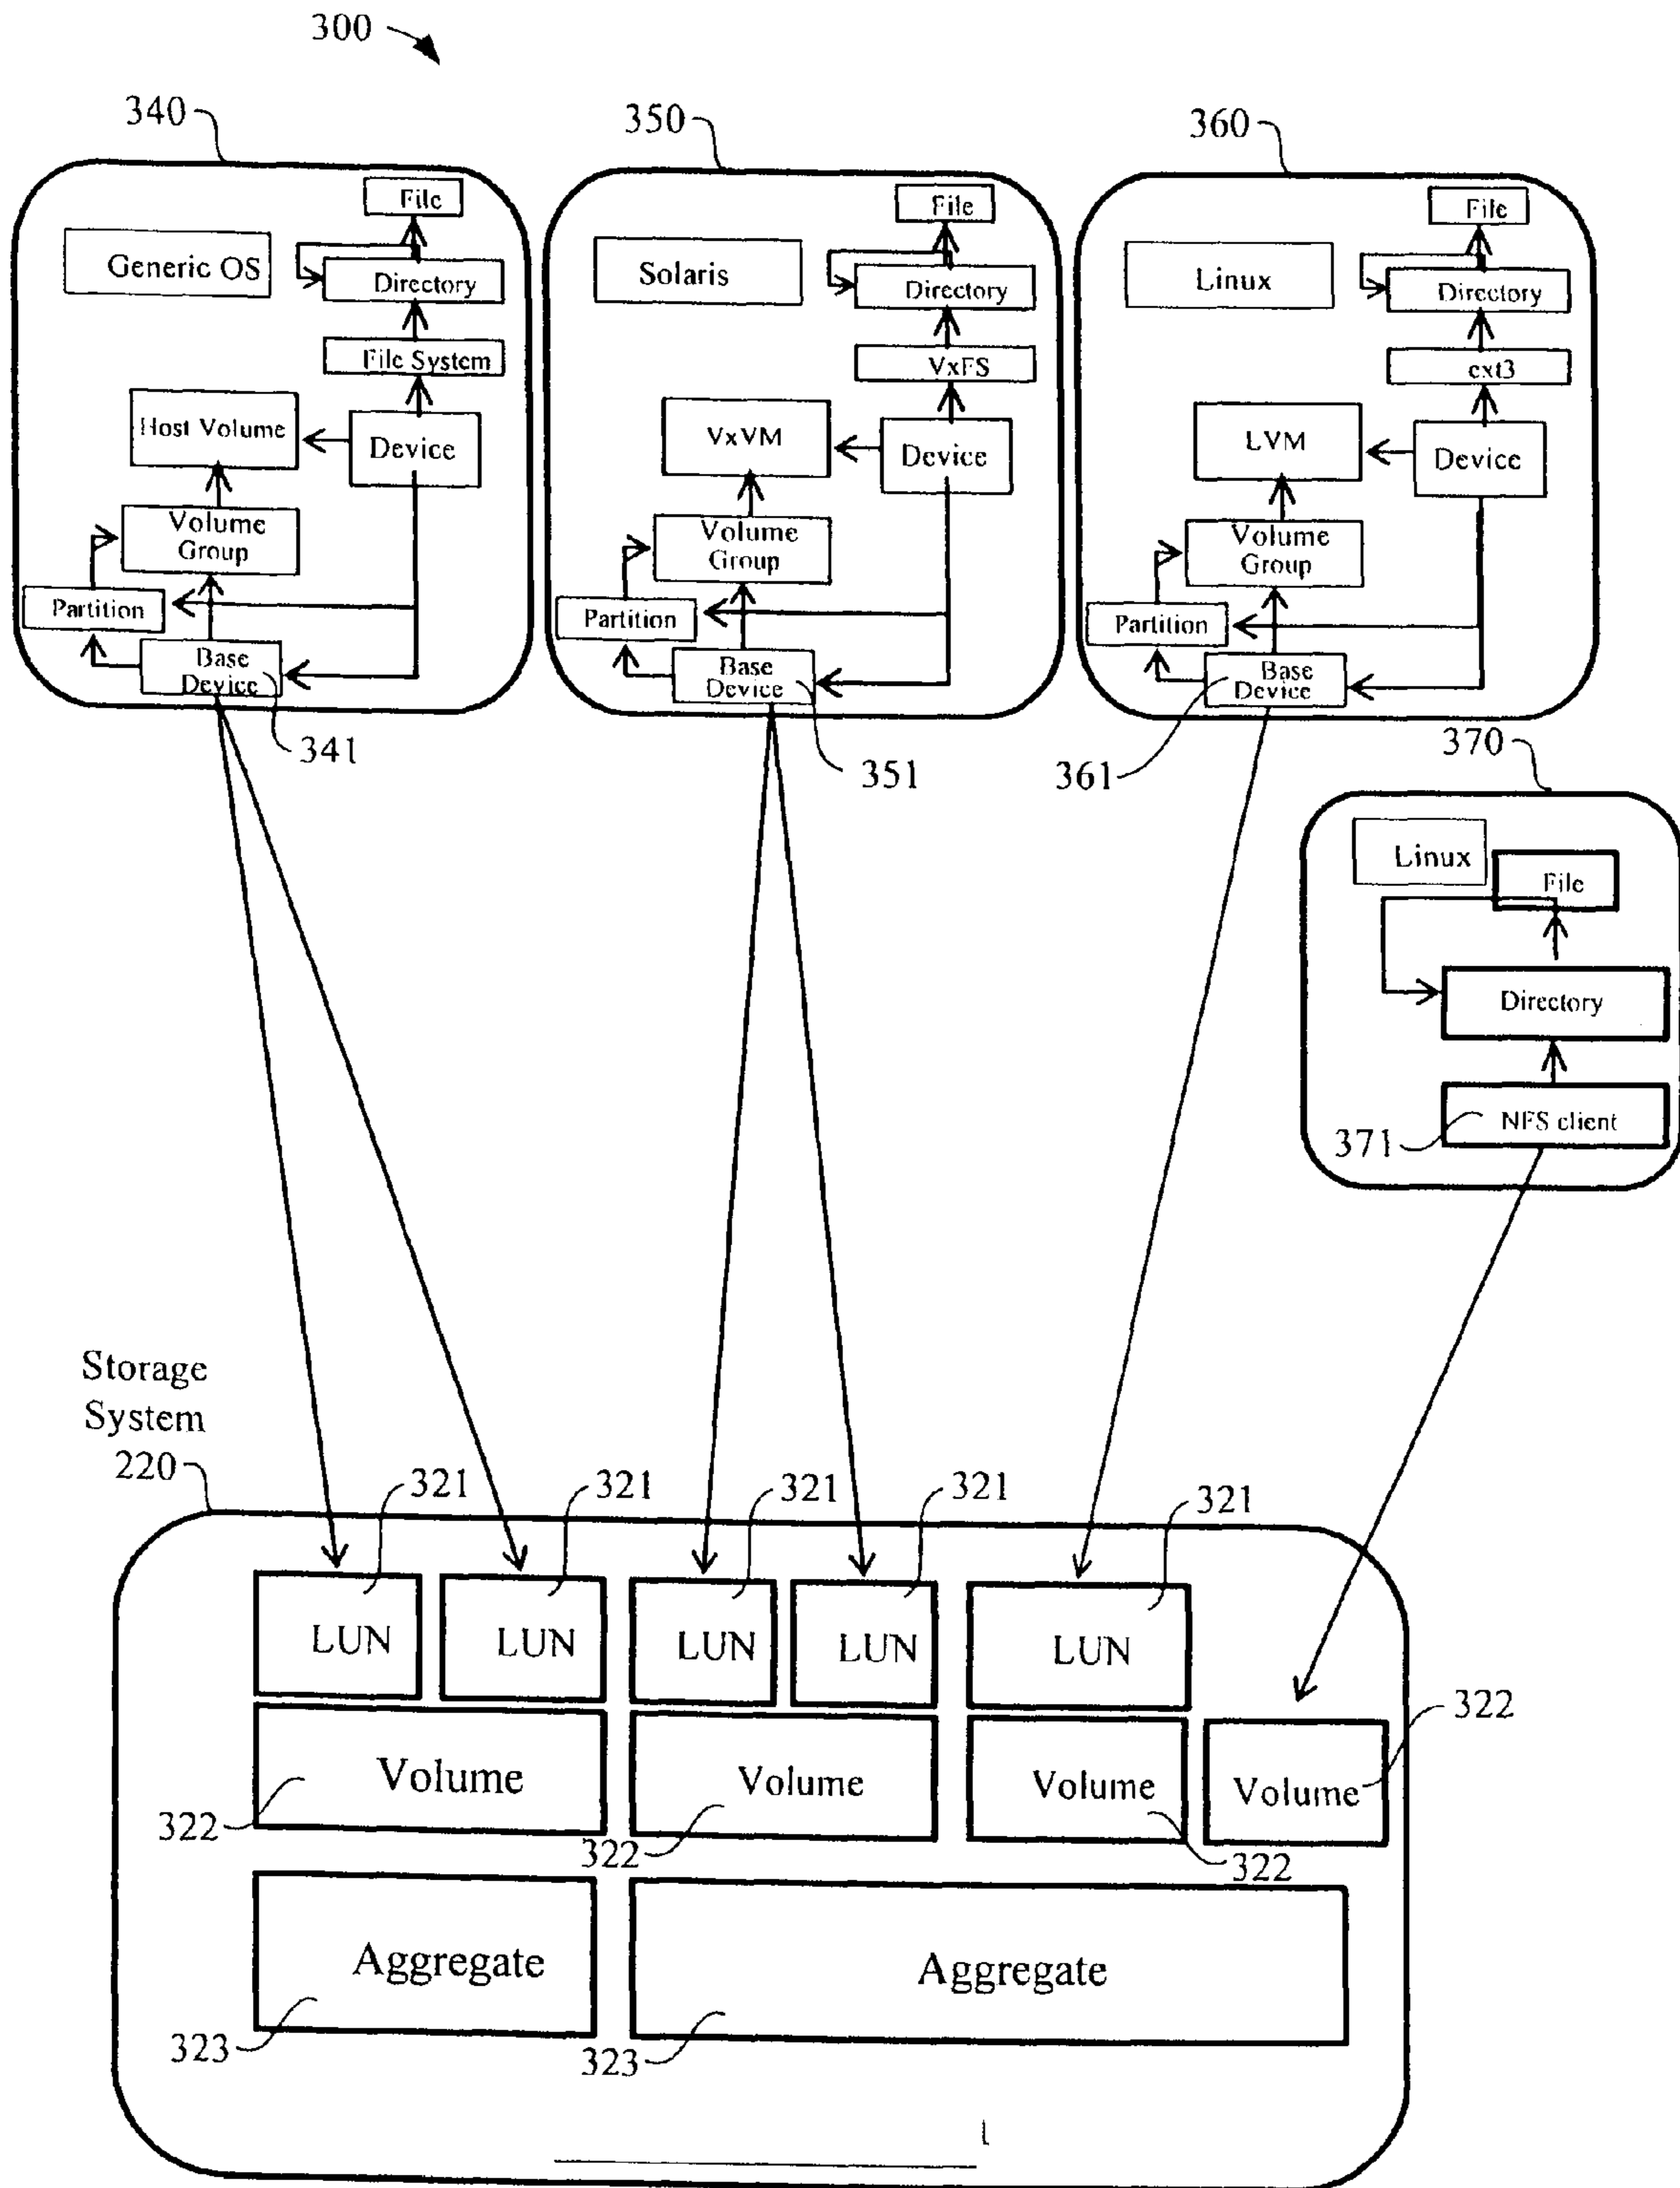 300
340
350
360
File
Generic OS
Directory
File System
Host Volume
Device
Volume
Group
Partition
Base
Device
341
File
Solaris
Directory
VxFS
VxVM
Device
Volume
Group
Partition
Base
Device
351
File
Linux
Directory
ext3
LVM
Device
Volume
Group
Partition
Base
Device
361
370
Linux
File
Directory
NFS client
371
Storage
System
220
321
321
321
321
321
LUN
LUN
LUN
LUN
LUN
322
Volume
Volume
Volume
Volume
322
322
322
Aggregate
Aggregate
323
323